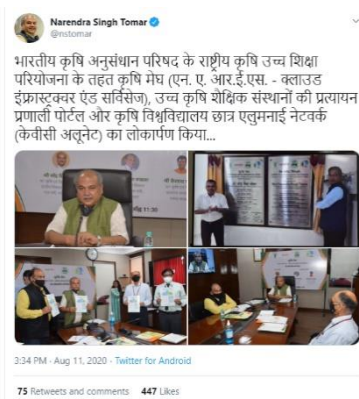 Narendra Singh Tomar
@nstomar
भारतीय कृषि अनुसंधान परिषद के राष्ट्रीय कृषि उच्च शिक्षा
परियोजना के तहत कृषि मेघ (एन. ए. आर.ई.एस. - क्लाउड
इंफ्रास्ट्रक्चर एंड सर्विसेज), उच्च कृषि शैक्षिक संस्थानों की प्रत्यायन
प्रणाली पोर्टल और कृषि विश्वविद्यालय छात्र एलुमनाई नेटवर्क
(केवीसी अलूनेट) का लोकार्पण किया...
3:34 PM · Aug 11, 2020 · Twitter for Android
75 Retweets and comments 447 Likes